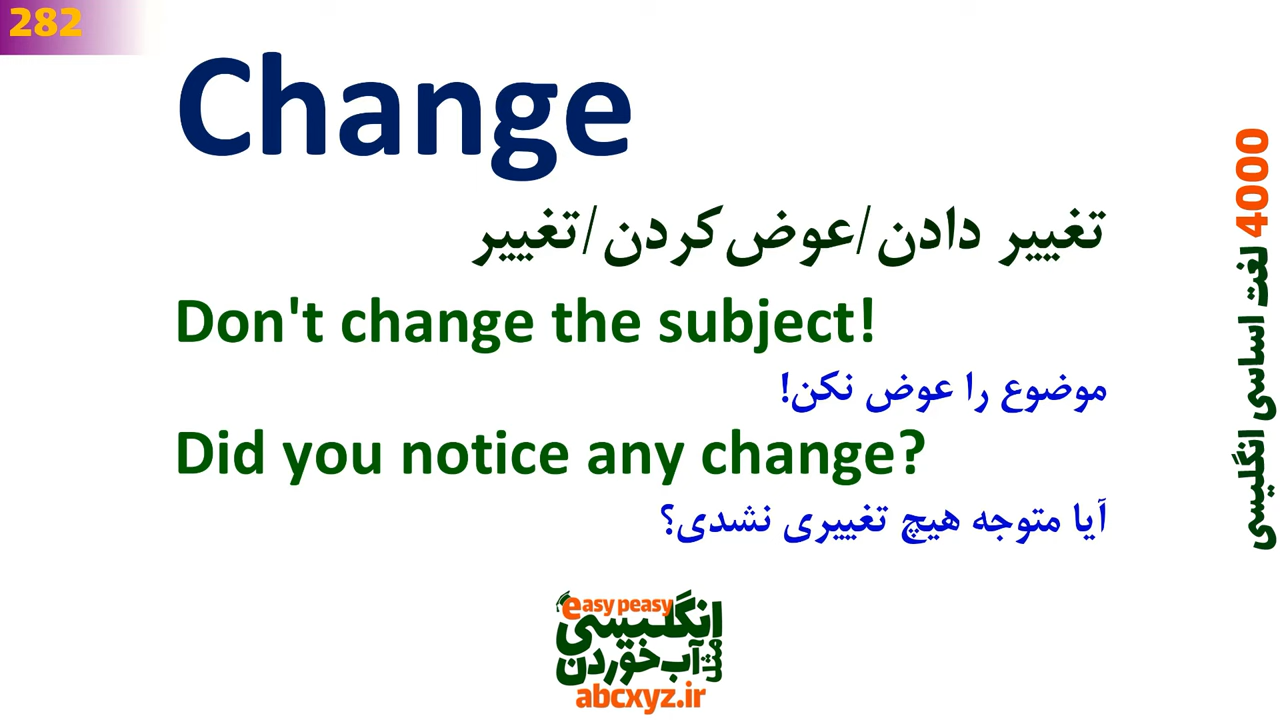 282
Change
تغییر دادن/عوض کردن/تغییر
Don't change the subject!
موضوع را عوض نکن!
Did you notice any change?
آیا متوجه هیچ تغییری نشدی؟
4000 لغت اساسی انگلیسی
easy peasy
انگلیسی
مثل آب خوردن
abcxyz.ir